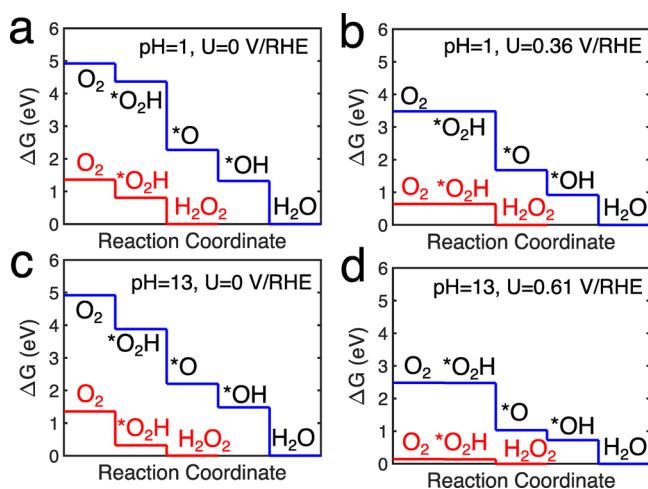 a
pH=1, U=0 V/RHE
6
5
4
3
2
1
0
ΔG (eV)
O₂
*O₂H
*O
*OH
H₂O
O₂
*O₂H
H₂O₂
Reaction Coordinate
b
pH=1, U=0.36 V/RHE
6
5
4
3
2
1
0
ΔG (eV)
O₂
*O₂H
*O
*OH
H₂O
O₂ *O₂H
H₂O₂
Reaction Coordinate
c
pH=13, U=0 V/RHE
6
5
4
3
2
1
0
ΔG (eV)
O₂
*O₂H
*O
*OH
H₂O
O₂
*O₂H
H₂O₂
Reaction Coordinate
d
pH=13, U=0.61 V/RHE
6
5
4
3
2
1
0
ΔG (eV)
O₂ *O₂H
*O
*OH
H₂O
O₂ *O₂H
H₂O₂
Reaction Coordinate